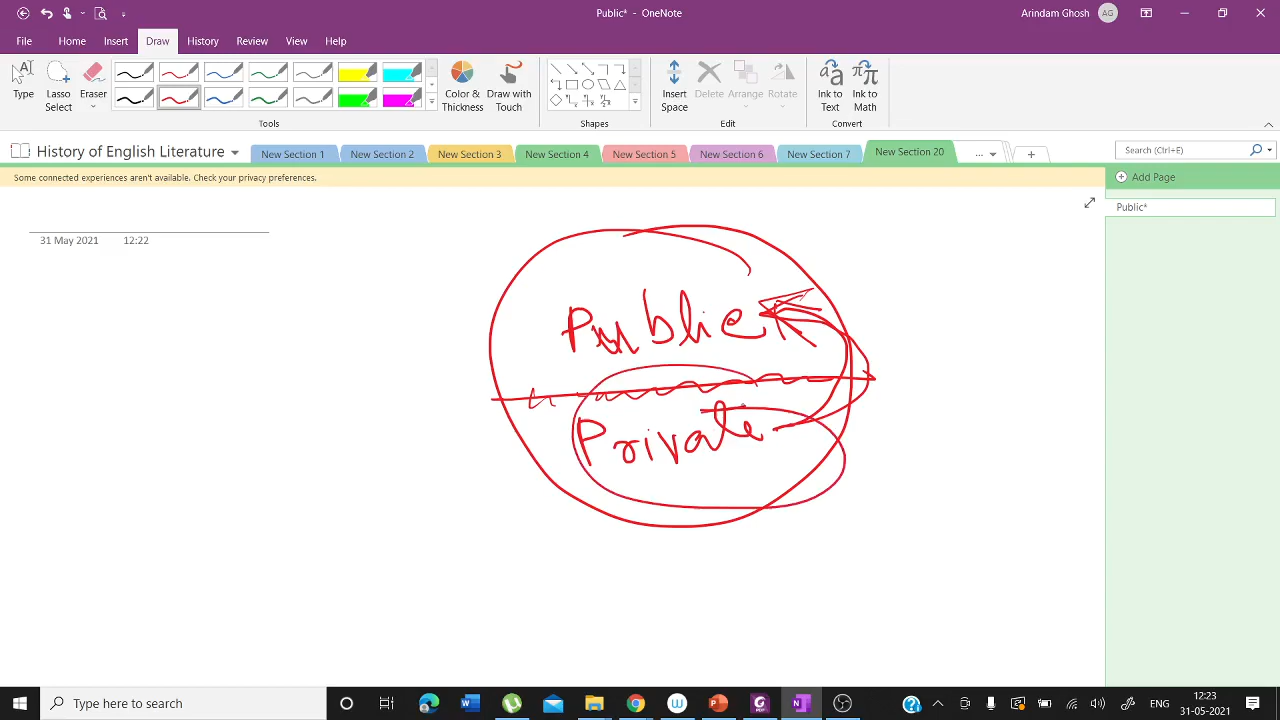 Public* - OneNote
Arindam Ghosh AG
File Home Insert Draw History Review View Help
Type Lasso Select Eraser Color & Thickness Draw with Touch Insert Space Delete Arrange Rotate Ink to Text Ink to Math
Tools Shapes Edit Convert
History of English Literature New Section 1 New Section 2 New Section 3 New Section 4 New Section 5 New Section 6 New Section 7 New Section 20 ... Search (Ctrl+E)
Some connected experiences aren't available. Check your privacy preferences.
Add Page
Public*
31 May 2021 12:22
Public
Private
Type here to search
ENG
12:23
31-05-2021